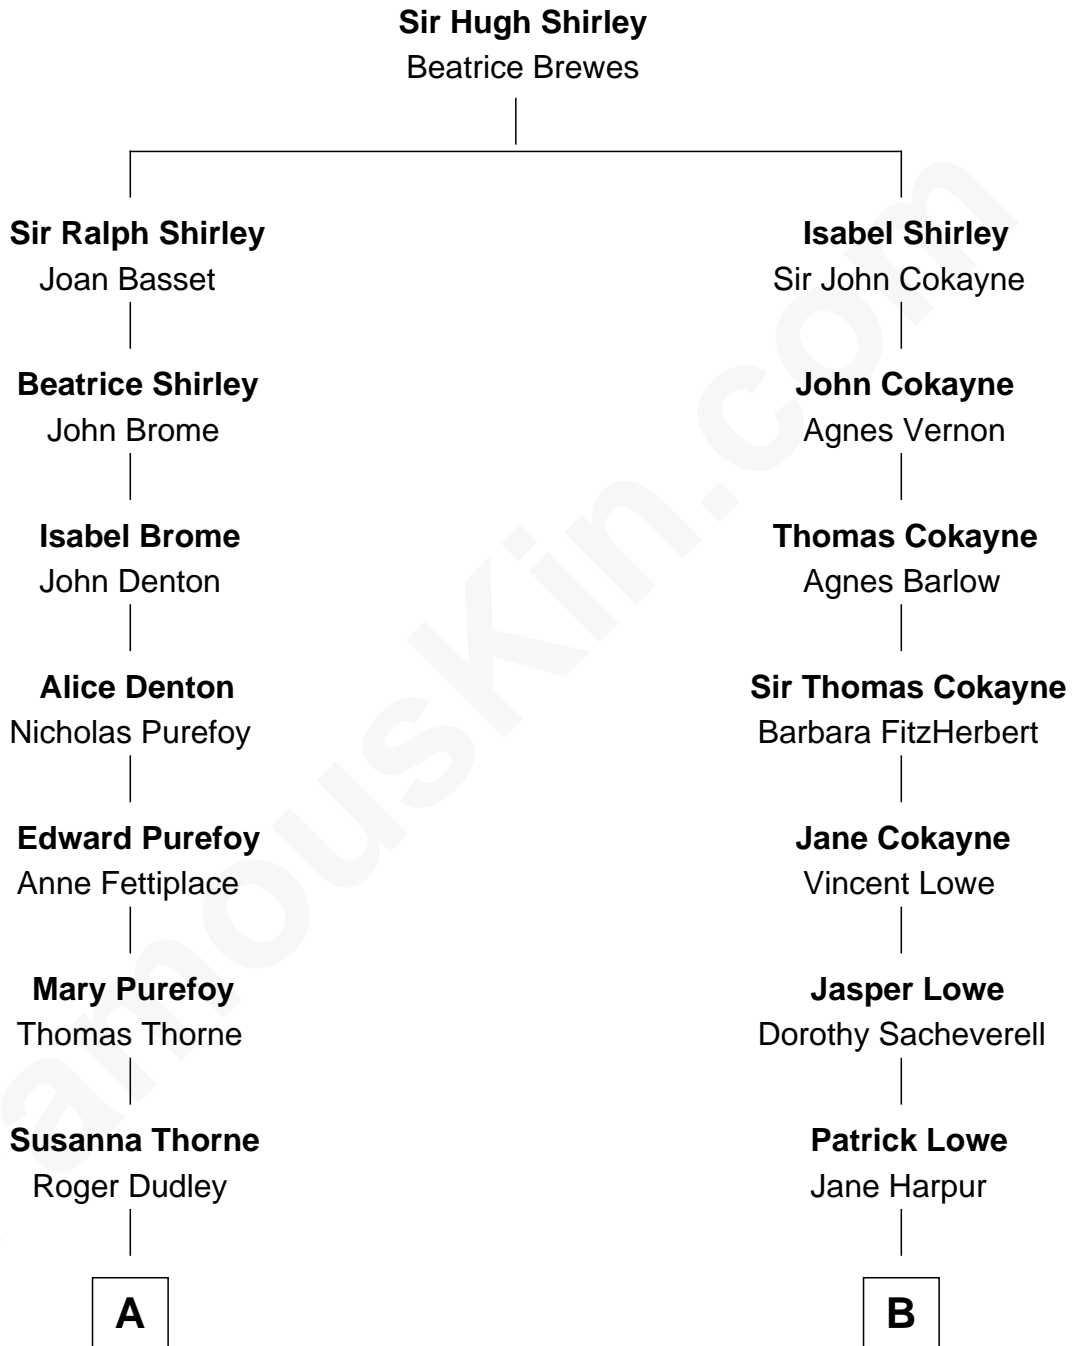 Sir Hugh Shirley
Beatrice Brewes
Sir Ralph Shirley
Joan Basset
Isabel Shirley
Sir John Cokayne
Beatrice Shirley
John Brome
John Cokayne
Agnes Vernon
Isabel Brome
John Denton
Thomas Cokayne
Agnes Barlow
Alice Denton
Nicholas Purefoy
Sir Thomas Cokayne
Barbara FitzHerbert
Edward Purefoy
Anne Fettiplace
Jane Cokayne
Vincent Lowe
Mary Purefoy
Thomas Thorne
Jasper Lowe
Dorothy Sacheverell
Susanna Thorne
Roger Dudley
Patrick Lowe
Jane Harpur
A
B
amouskin.com